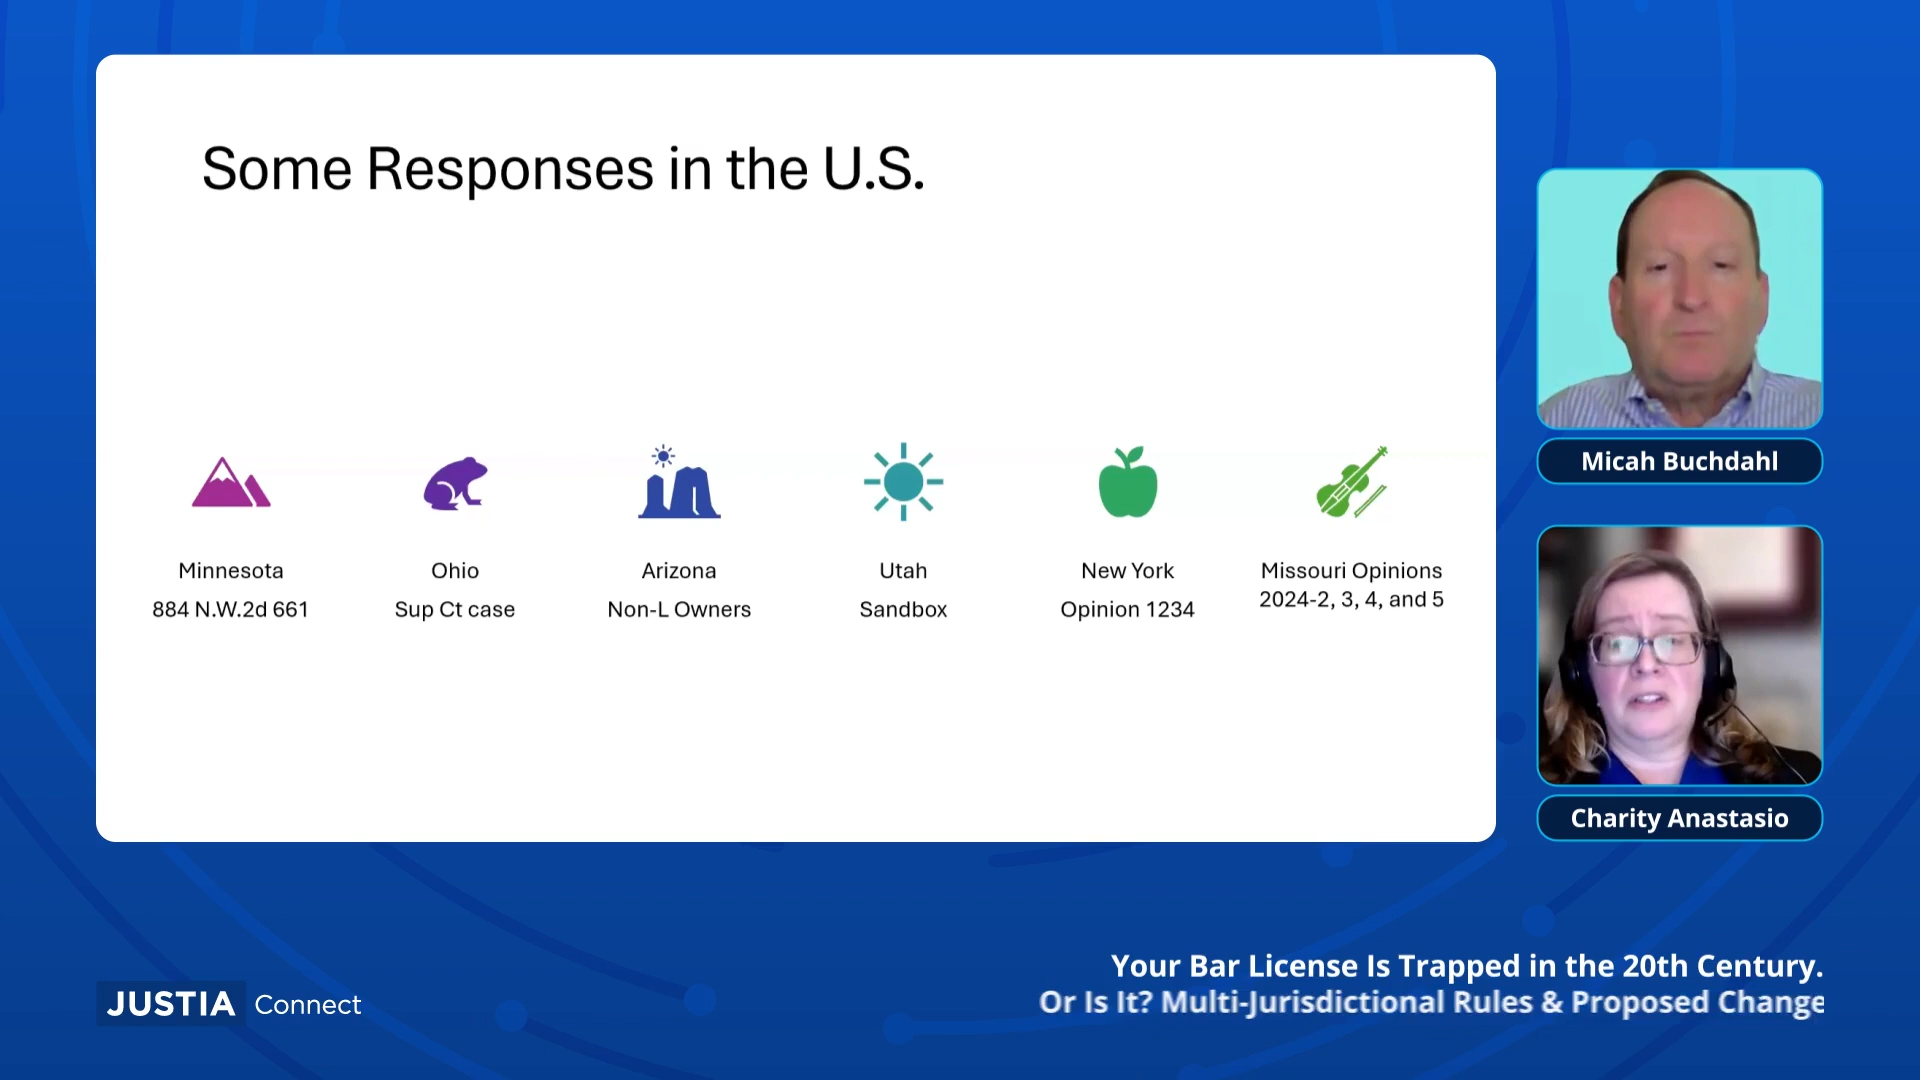 Some Responses in the U.S.
Minnesota
884 N.W.2d 661
Ohio
Sup Ct case
Arizona
Non-L Owners
Utah
Sandbox
New York
Opinion 1234
Missouri Opinions
2024-2, 3, 4, and 5
Micah Buchdahl
Charity Anastasio
Your Bar License Is Trapped in the 20th Century.
Or Is It? Multi-Jurisdictional Rules & Proposed Change
JUSTIA Connect